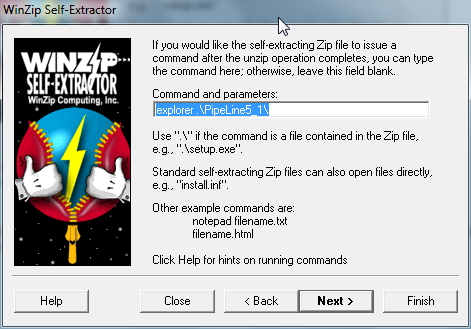 WinZip Self-Extractor
WINZIP
SELF-EXTRACTOR
WinZip Computing, Inc.
If you would like the self-extracting Zip file to issue a
command after the unzip operation completes, you can type
the command here; otherwise, leave this field blank.
Command and parameters:
explorer .\PipeLine5_1\
Use ".\" if the command is a file contained in the Zip file,
e.g., ".\setup.exe".
Standard self-extracting Zip files can also open files directly,
e.g., "install.inf".
Other example commands are:
notepad filename.txt
filename.html
Click Help for hints on running commands
Help
Close
< Back
Next >
Finish